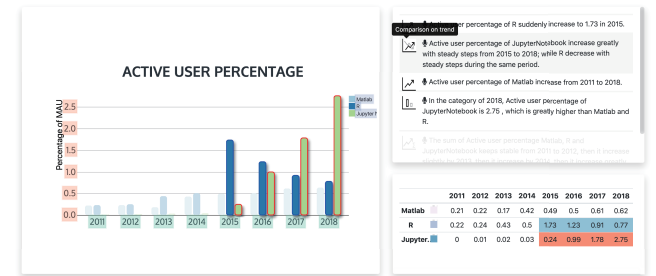 ACTIVE USER PERCENTAGE
Percentage of MAU
2.5
2.0
1.5
1.0
0.5
0.0
2011 2012 2013 2014 2015 2016 2017 2018
Matlab
R
Jupyter
Comparison on trend
user percentage of R suddenly increase to 1.73 in 2015.
Active user percentage of JupyterNotebook increase greatly
with steady steps from 2015 to 2018; while R decrease with
steady steps during the same period.
Active user percentage of Matlab increase from 2011 to 2018.
In the category of 2018, Active user percentage of
JupyterNotebook is 2.75 , which is greatly higher than Matlab and
R.
The sum of Active user percentage Matlab, R and
JupyterNotebook keeps stable from 2011 to 2012, then it increase
2011 2012 2013 2014 2015 2016 2017 2018
Matlab 0.21 0.22 0.17 0.42 0.49 0.5 0.61 0.62
R 0.22 0.24 0.43 0.5 1.73 1.23 0.91 0.77
Jupyter. 0 0.01 0.02 0.03 0.24 0.99 1.78 2.75